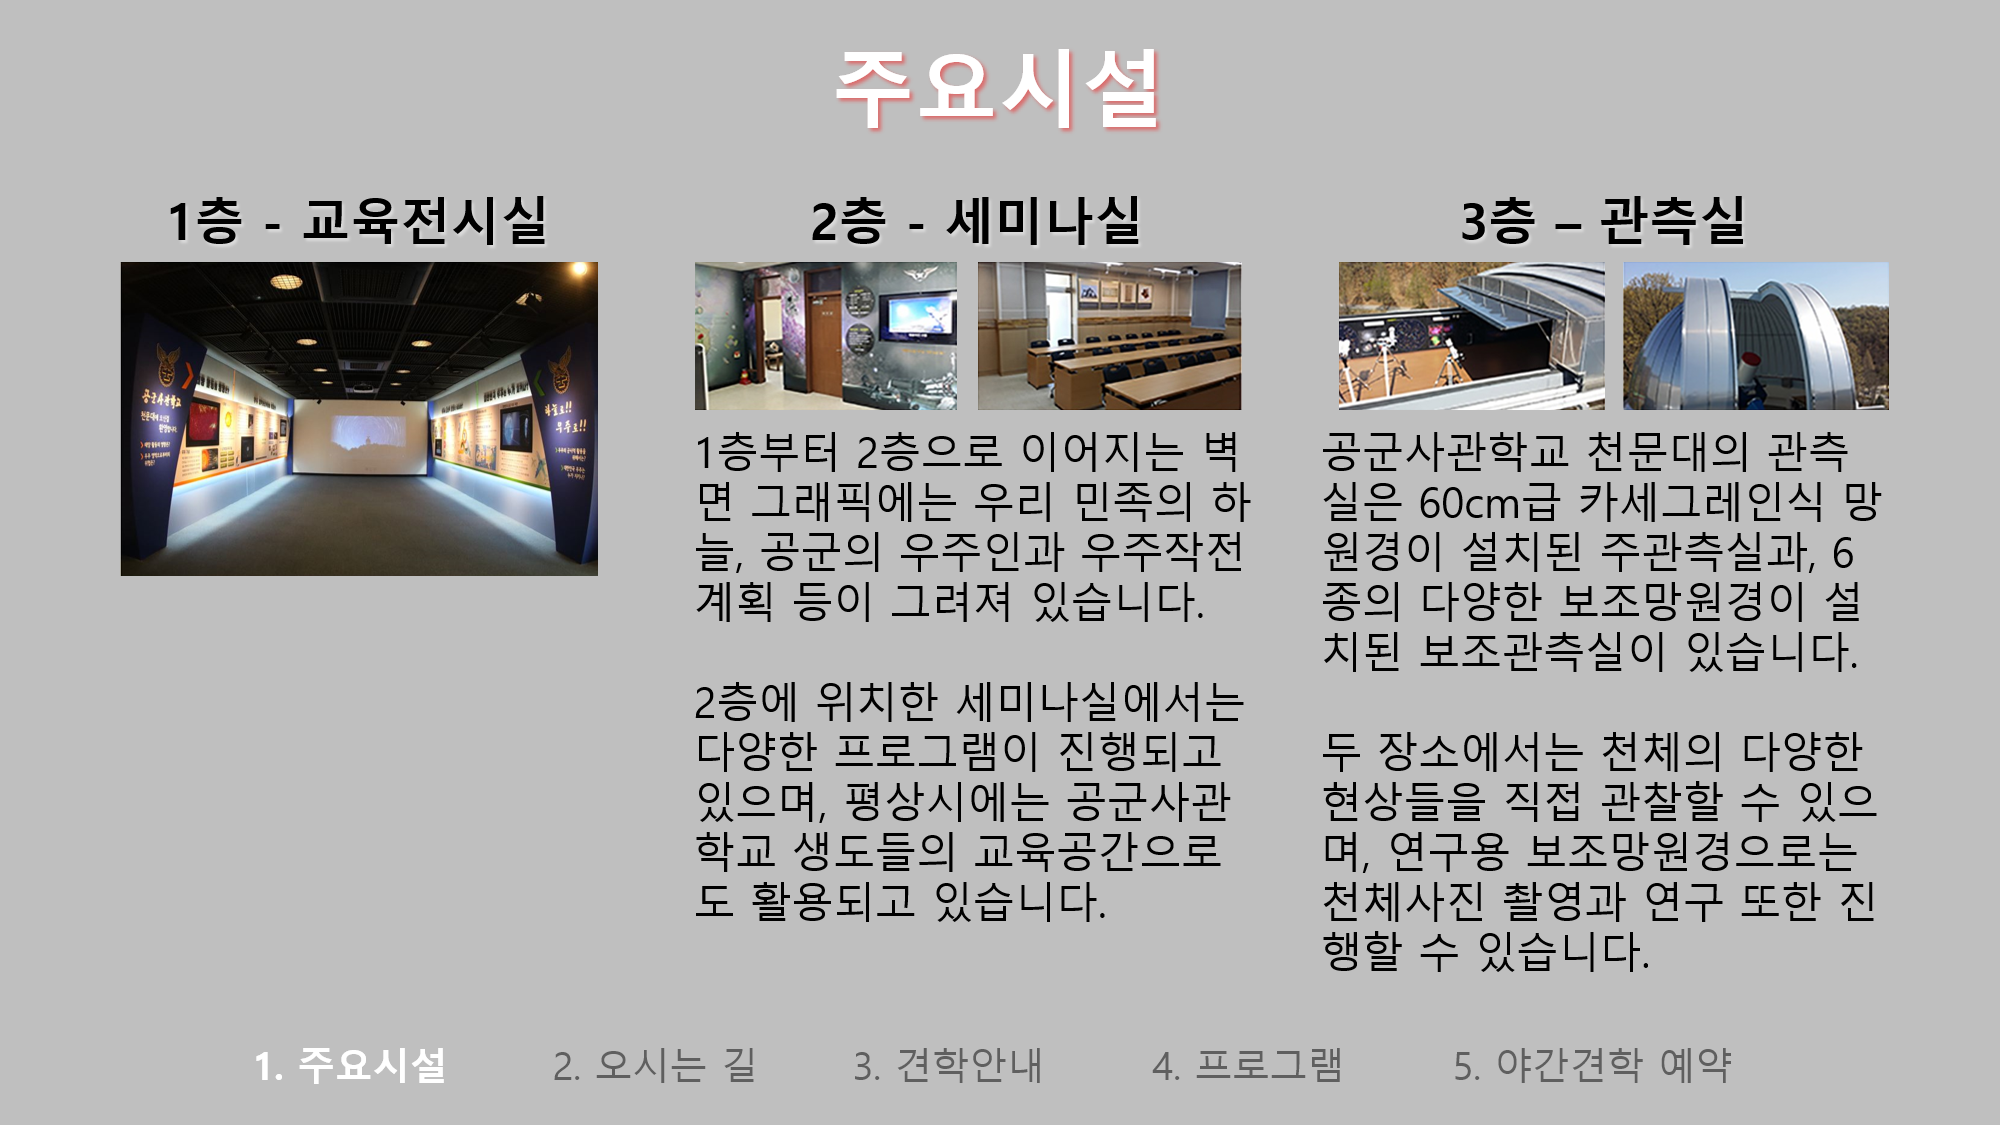 주요시설
1층 - 교육전시실
공군사관학교
하늘로!!
우주로!!
2층 - 세미나실
1층부터 2층으로 이어지는 벽
면 그래픽에는 우리 민족의 하
늘, 공군의 우주인과 우주작전
계획 등이 그려져 있습니다.
2층에 위치한 세미나실에서는
다양한 프로그램이 진행되고
있으며, 평상시에는 공군사관
학교 생도들의 교육공간으로
도 활용되고 있습니다.
3층 – 관측실
공군사관학교 천문대의 관측
실은 60cm급 카세그레인식 망
원경이 설치된 주관측실과, 6
종의 다양한 보조망원경이 설
치된 보조관측실이 있습니다.
두 장소에서는 천체의 다양한
현상들을 직접 관찰할 수 있으
며, 연구용 보조망원경으로는
천체사진 촬영과 연구 또한 진
행할 수 있습니다.
1. 주요시설
2. 오시는 길
3. 견학안내
4. 프로그램
5. 야간견학 예약